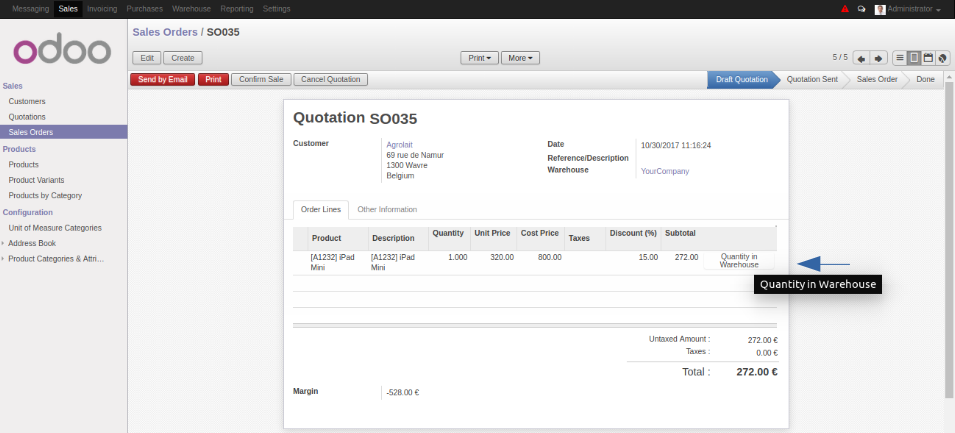 Messaging Sales Invoicing Purchases Warehouse Reporting Settings Administrator
odoo
Sales
Customers
Quotations
Sales Orders
Products
Products
Product Variants
Products by Category
Configuration
Unit of Measure Categories
Address Book
Product Categories & Attri...
Sales Orders / SO035
Edit Create Print More 5 / 5
Send by Email Print Confirm Sale Cancel Quotation Draft Quotation Quotation Sent Sales Order Done
Quotation SO035
Customer
Agrolait
69 rue de Namur
1300 Wavre
Belgium
Date 10/30/2017 11:16:24
Reference/Description
Warehouse YourCompany
Order Lines Other Information
Product Description Quantity Unit Price Cost Price Taxes Discount (%) Subtotal
[A1232] iPad [A1232] iPad 1.000 320.00 800.00 15.00 272.00 Quantity in
Mini Mini Warehouse
Quantity in Warehouse
Untaxed Amount : 272.00 €
Taxes : 0.00 €
Total : 272.00 €
Margin -528.00 €